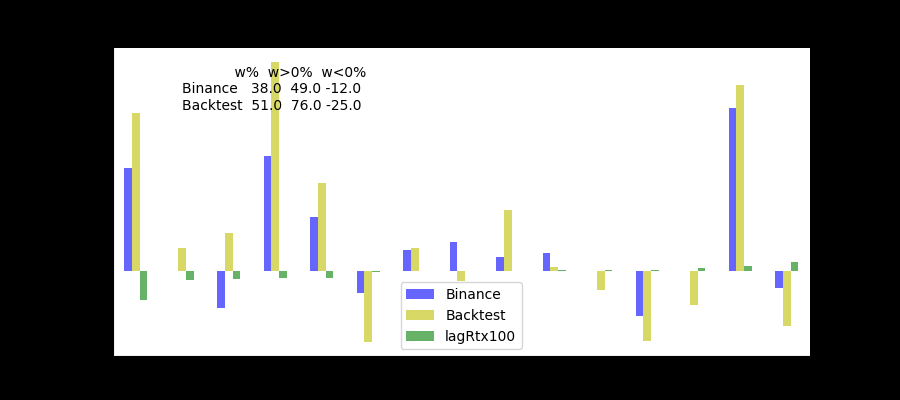 w% w>0% w<0%
Binance 38.0 49.0 -12.0
Backtest 51.0 76.0 -25.0
Binance
Backtest
lagRtx100